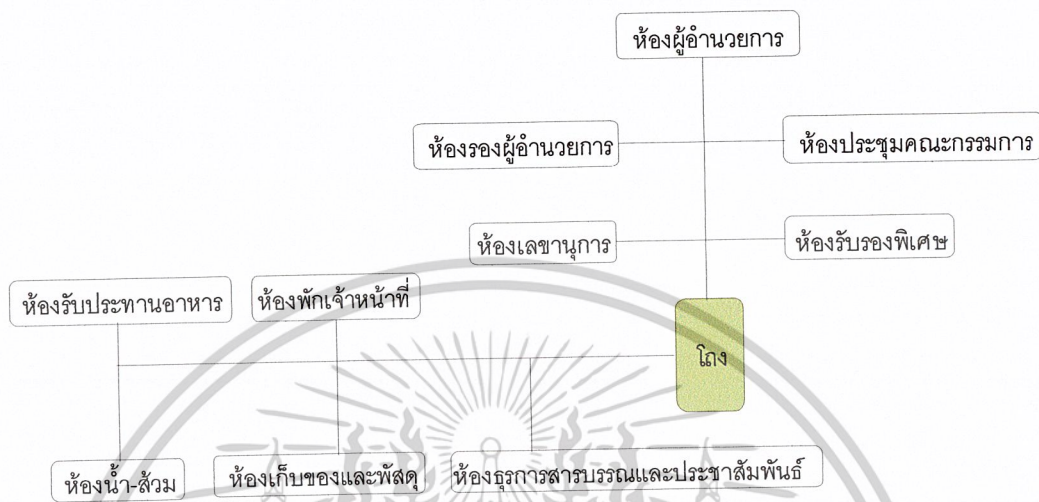 ห้องผู้อำนวยการ
ห้องรองผู้อำนวยการ
ห้องประชุมคณะกรรมการ
ห้องเลขานุการ
ห้องรับรองพิเศษ
ห้องรับประทานอาหาร
ห้องพักเจ้าหน้าที่
โถง
ห้องน้ำ-ส้วม
ห้องเก็บของและพัสดุ
ห้องธุรการสารบรรณและประชาสัมพันธ์